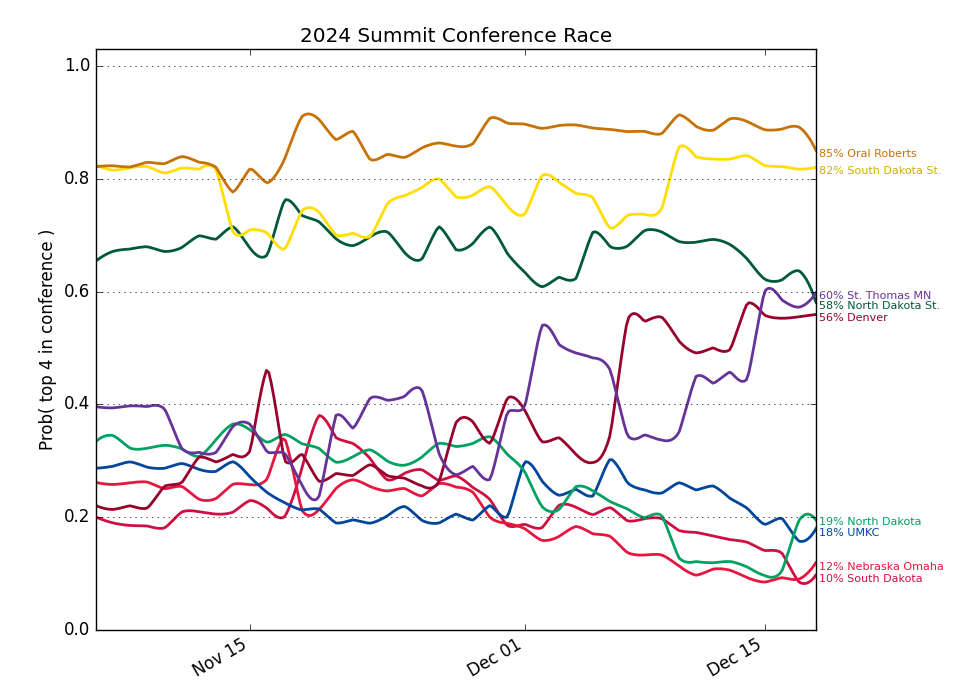 2024 Summit Conference Race
Prob( top 4 in conference )
1.0
0.8
0.6
0.4
0.2
0.0
Nov 15
Dec 01
Dec 15
85% Oral Roberts
82% South Dakota St.
60% St. Thomas MN
58% North Dakota St.
56% Denver
19% North Dakota
18% UMKC
12% Nebraska Omaha
10% South Dakota